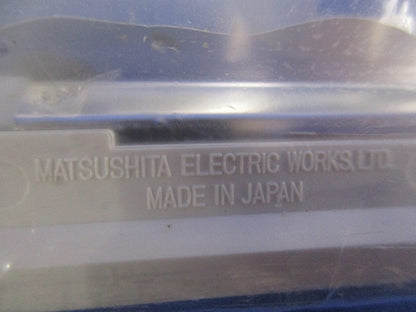 MATSUSHITA ELECTRIC WORKS, LTD.
MADE IN JAPAN